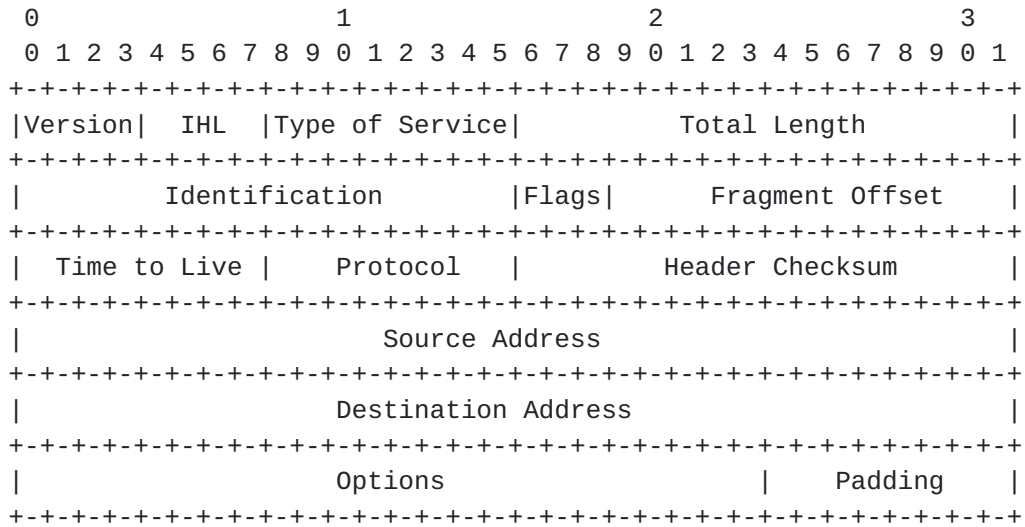 0                   1                   2                   3
 0 1 2 3 4 5 6 7 8 9 0 1 2 3 4 5 6 7 8 9 0 1 2 3 4 5 6 7 8 9 0 1
+-+-+-+-+-+-+-+-+-+-+-+-+-+-+-+-+-+-+-+-+-+-+-+-+-+-+-+-+-+-+-+-+
|Version|  IHL  |Type of Service|          Total Length         |
+-+-+-+-+-+-+-+-+-+-+-+-+-+-+-+-+-+-+-+-+-+-+-+-+-+-+-+-+-+-+-+-+
|         Identification        |Flags|      Fragment Offset    |
+-+-+-+-+-+-+-+-+-+-+-+-+-+-+-+-+-+-+-+-+-+-+-+-+-+-+-+-+-+-+-+-+
|  Time to Live |    Protocol   |         Header Checksum       |
+-+-+-+-+-+-+-+-+-+-+-+-+-+-+-+-+-+-+-+-+-+-+-+-+-+-+-+-+-+-+-+-+
|                       Source Address                          |
+-+-+-+-+-+-+-+-+-+-+-+-+-+-+-+-+-+-+-+-+-+-+-+-+-+-+-+-+-+-+-+-+
|                    Destination Address                        |
+-+-+-+-+-+-+-+-+-+-+-+-+-+-+-+-+-+-+-+-+-+-+-+-+-+-+-+-+-+-+-+-+
|                    Options                    |    Padding    |
+-+-+-+-+-+-+-+-+-+-+-+-+-+-+-+-+-+-+-+-+-+-+-+-+-+-+-+-+-+-+-+-+